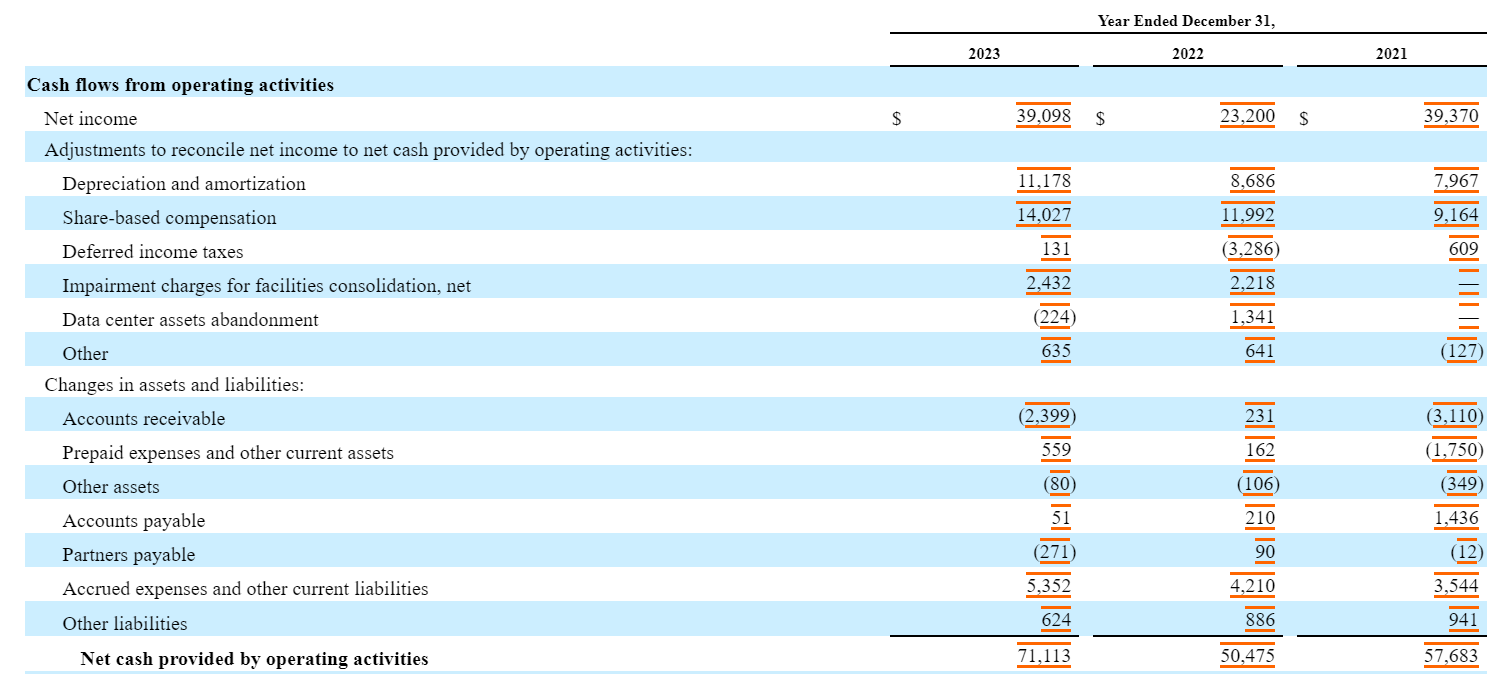 Year Ended December 31,
2023 2022 2021
Cash flows from operating activities
Net income $ 39,098 $ 23,200 $ 39,370
Adjustments to reconcile net income to net cash provided by operating activities:
Depreciation and amortization 11,178 8,686 7,967
Share-based compensation 14,027 11,992 9,164
Deferred income taxes 131 (3,286) 609
Impairment charges for facilities consolidation, net 2,432 2,218 —
Data center assets abandonment (224) 1,341 —
Other 635 641 (127)
Changes in assets and liabilities:
Accounts receivable (2,399) 231 (3,110)
Prepaid expenses and other current assets 559 162 (1,750)
Other assets (80) (106) (349)
Accounts payable 51 210 1,436
Partners payable (271) 90 (12)
Accrued expenses and other current liabilities 5,352 4,210 3,544
Other liabilities 624 886 941
Net cash provided by operating activities 71,113 50,475 57,683